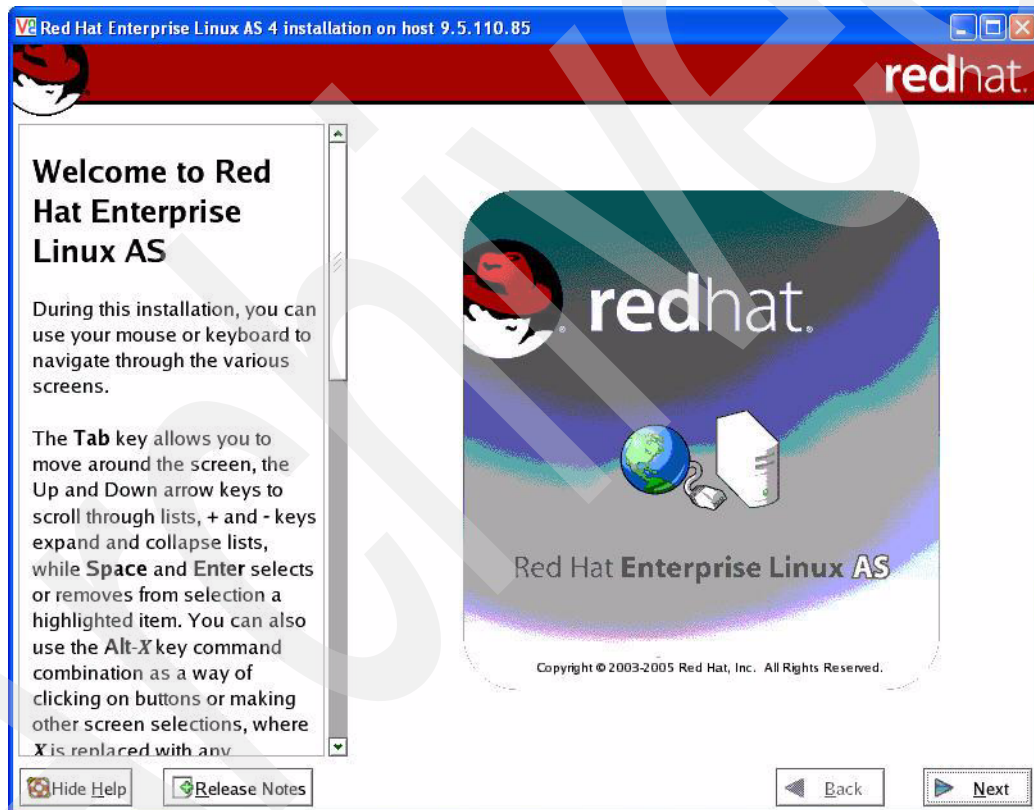 Red Hat Enterprise Linux AS 4 installation on host 9.5.110.85
redhat.
Welcome to Red
Hat Enterprise
Linux AS
During this installation, you can
use your mouse or keyboard to
navigate through the various
screens.
The Tab key allows you to
move around the screen, the
Up and Down arrow keys to
scroll through lists, + and - keys
expand and collapse lists,
while Space and Enter selects
or removes from selection a
highlighted item. You can also
use the Alt-X key command
combination as a way of
clicking on buttons or making
other screen selections, where
X is replaced with any
redhat.
Red Hat Enterprise Linux AS
Copyright © 2003-2005 Red Hat, Inc. All Rights Reserved.
Hide Help
Release Notes
Back
Next